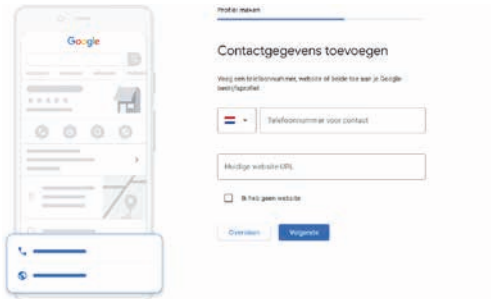 Google
Profiel maken
Contactgegevens toevoegen
Voeg een telefoonnummer, website of beide toe aan je Google-
bedrijfsprofiel
Telefoonnummer voor contact
Huidige website-URL
Ik heb geen website
Overslaan
Volgende